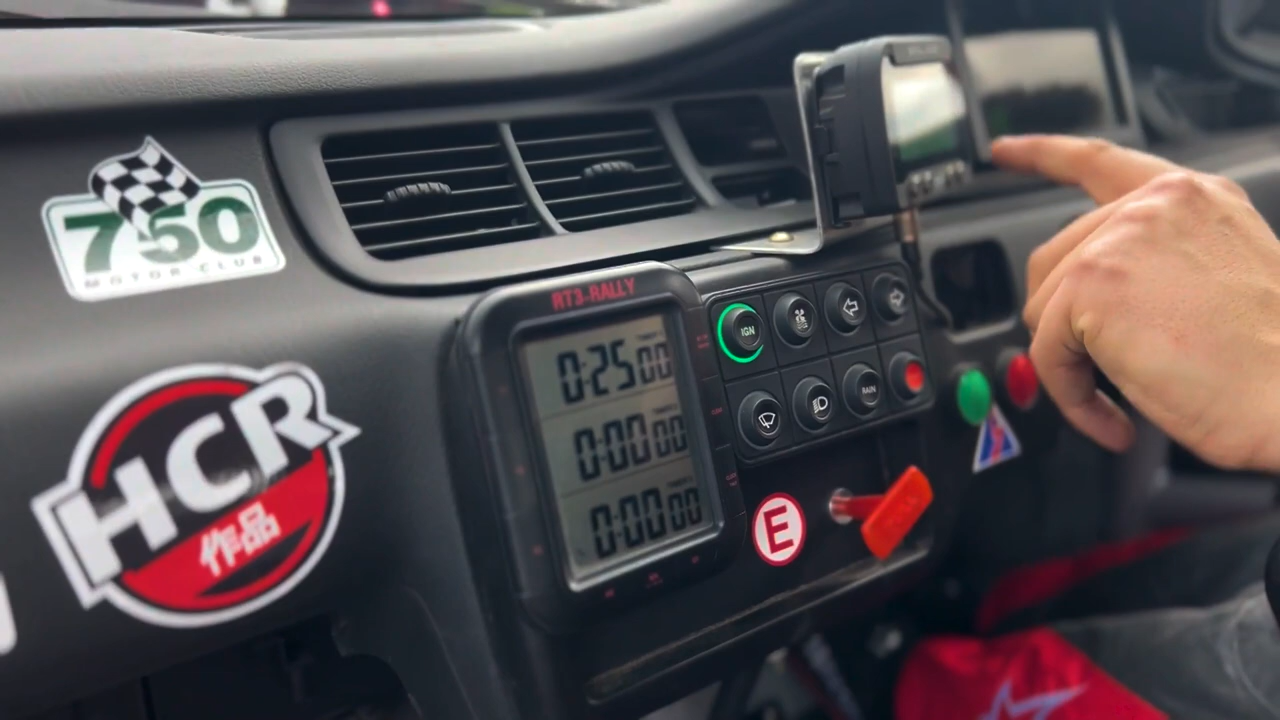 750
MOTOR CLUB
HCR
作品
RT3-RALLY
0:25 00
0:00 00
0:00 00
IGN
RAIN
E